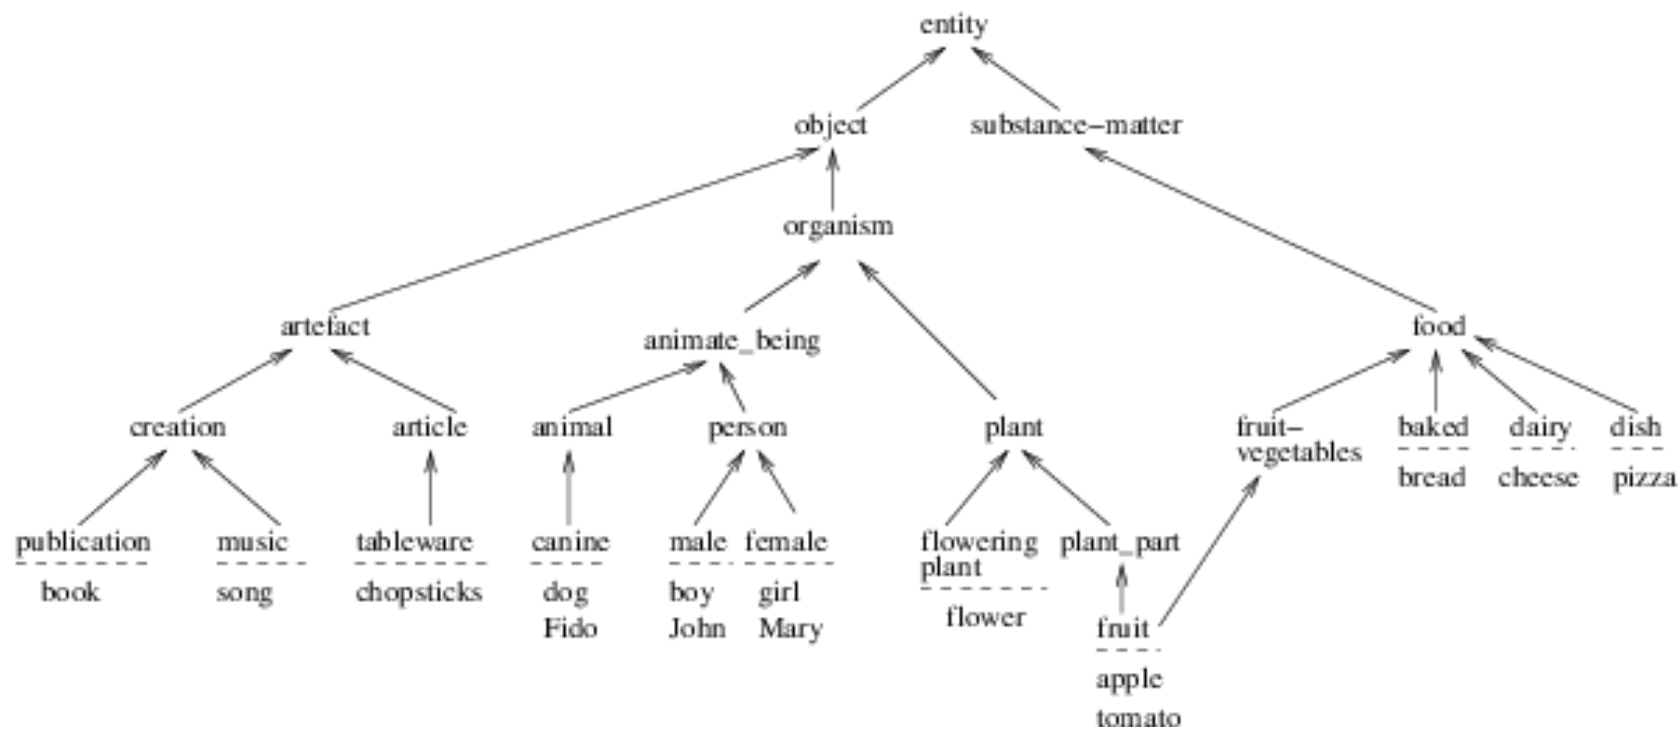 entity
object
substance-matter
organism
artefact
animate_being
food
creation
article
animal
person
plant
fruit-
vegetables
baked
bread
dairy
cheese
dish
pizza
publication
book
music
song
tableware
chopsticks
canine
dog
Fido
male
boy
John
female
girl
Mary
flowering
plant
flower
plant_part
fruit
apple
tomato